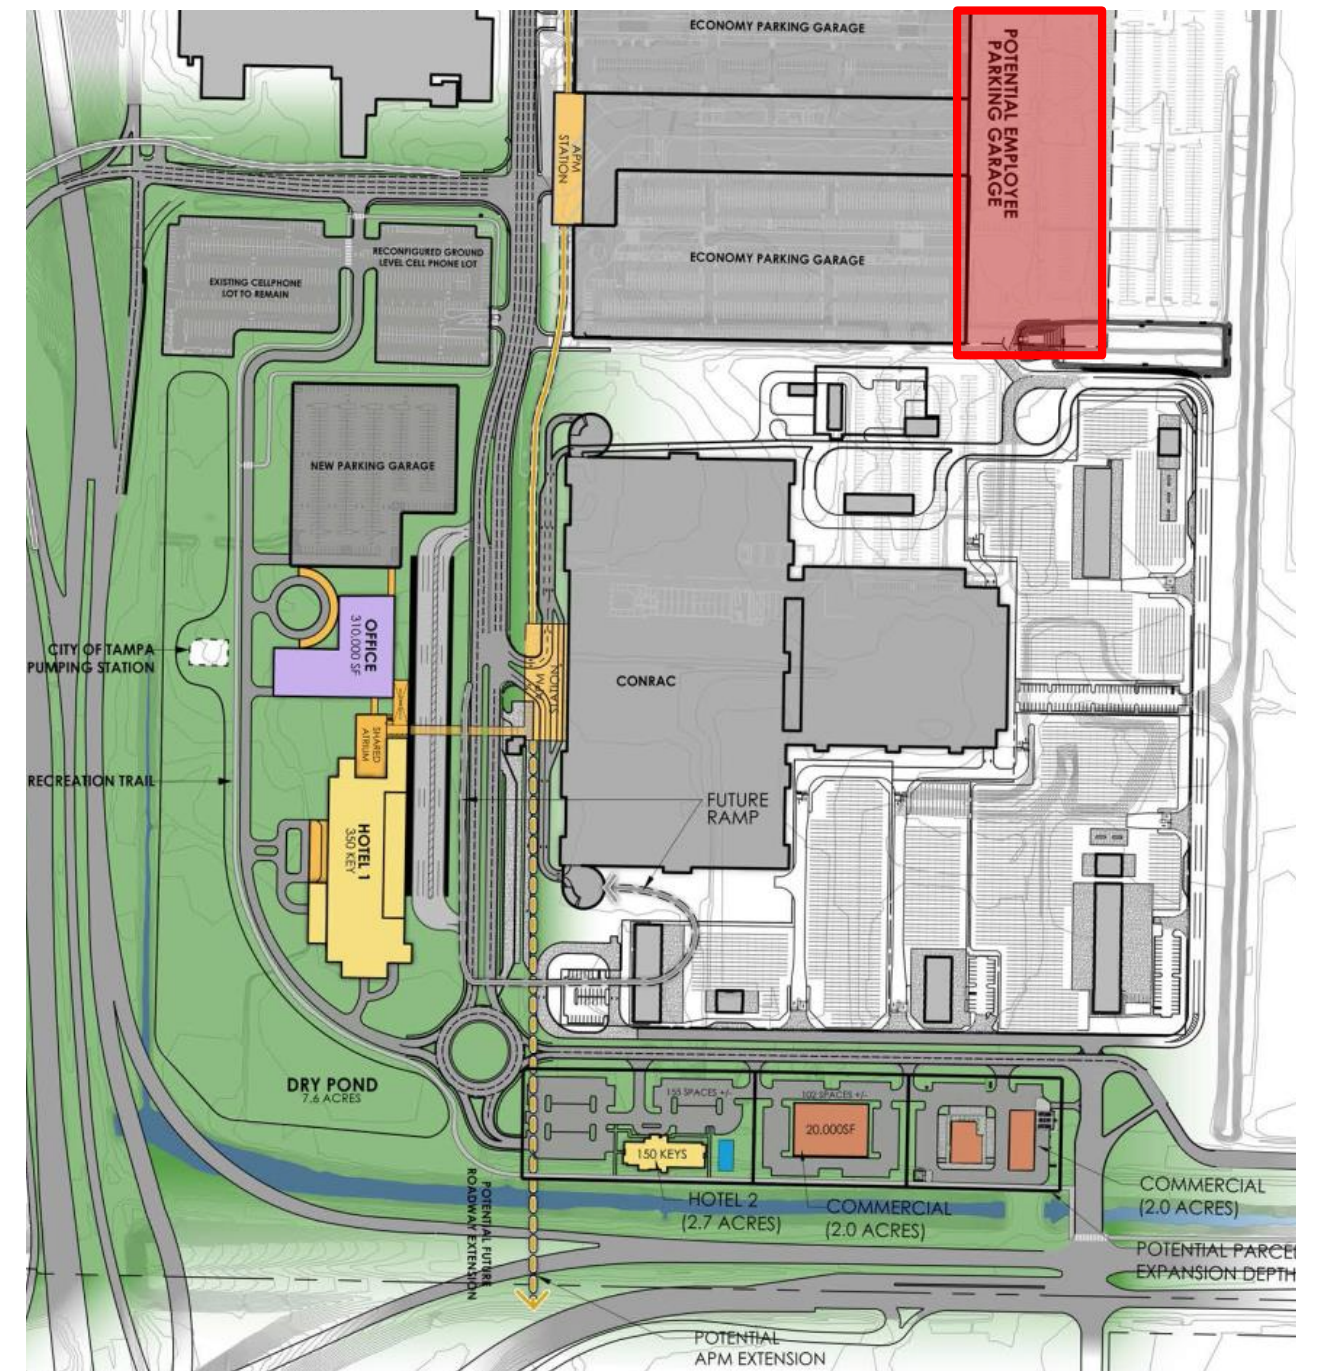 ECONOMY PARKING GARAGE
POTENTIAL EMPLOYEE
PARKING GARAGE
APM
STATION
ECONOMY PARKING GARAGE
RECONFIGURED GROUND
LEVEL CELL PHONE LOT
EXISTING CELLPHONE
LOT TO REMAIN
NEW PARKING GARAGE
OFFICE
310,000 SF
CITY OF TAMPA
PUMPING STATION
APM
STATION
CONRAC
SHARED
ATRIUM
RECREATION TRAIL
FUTURE
RAMP
HOTEL 1
350 KEY
DRY POND
7.6 ACRES
155 SPACES +/-
102 SPACES +/-
20.000SF
150 KEYS
HOTEL 2
(2.7 ACRES)
COMMERCIAL
(2.0 ACRES)
COMMERCIAL
(2.0 ACRES)
POTENTIAL FUTURE
ROADWAY EXTENSION
POTENTIAL PARCE
EXPANSION DEPTH
POTENTIAL
APM EXTENSION